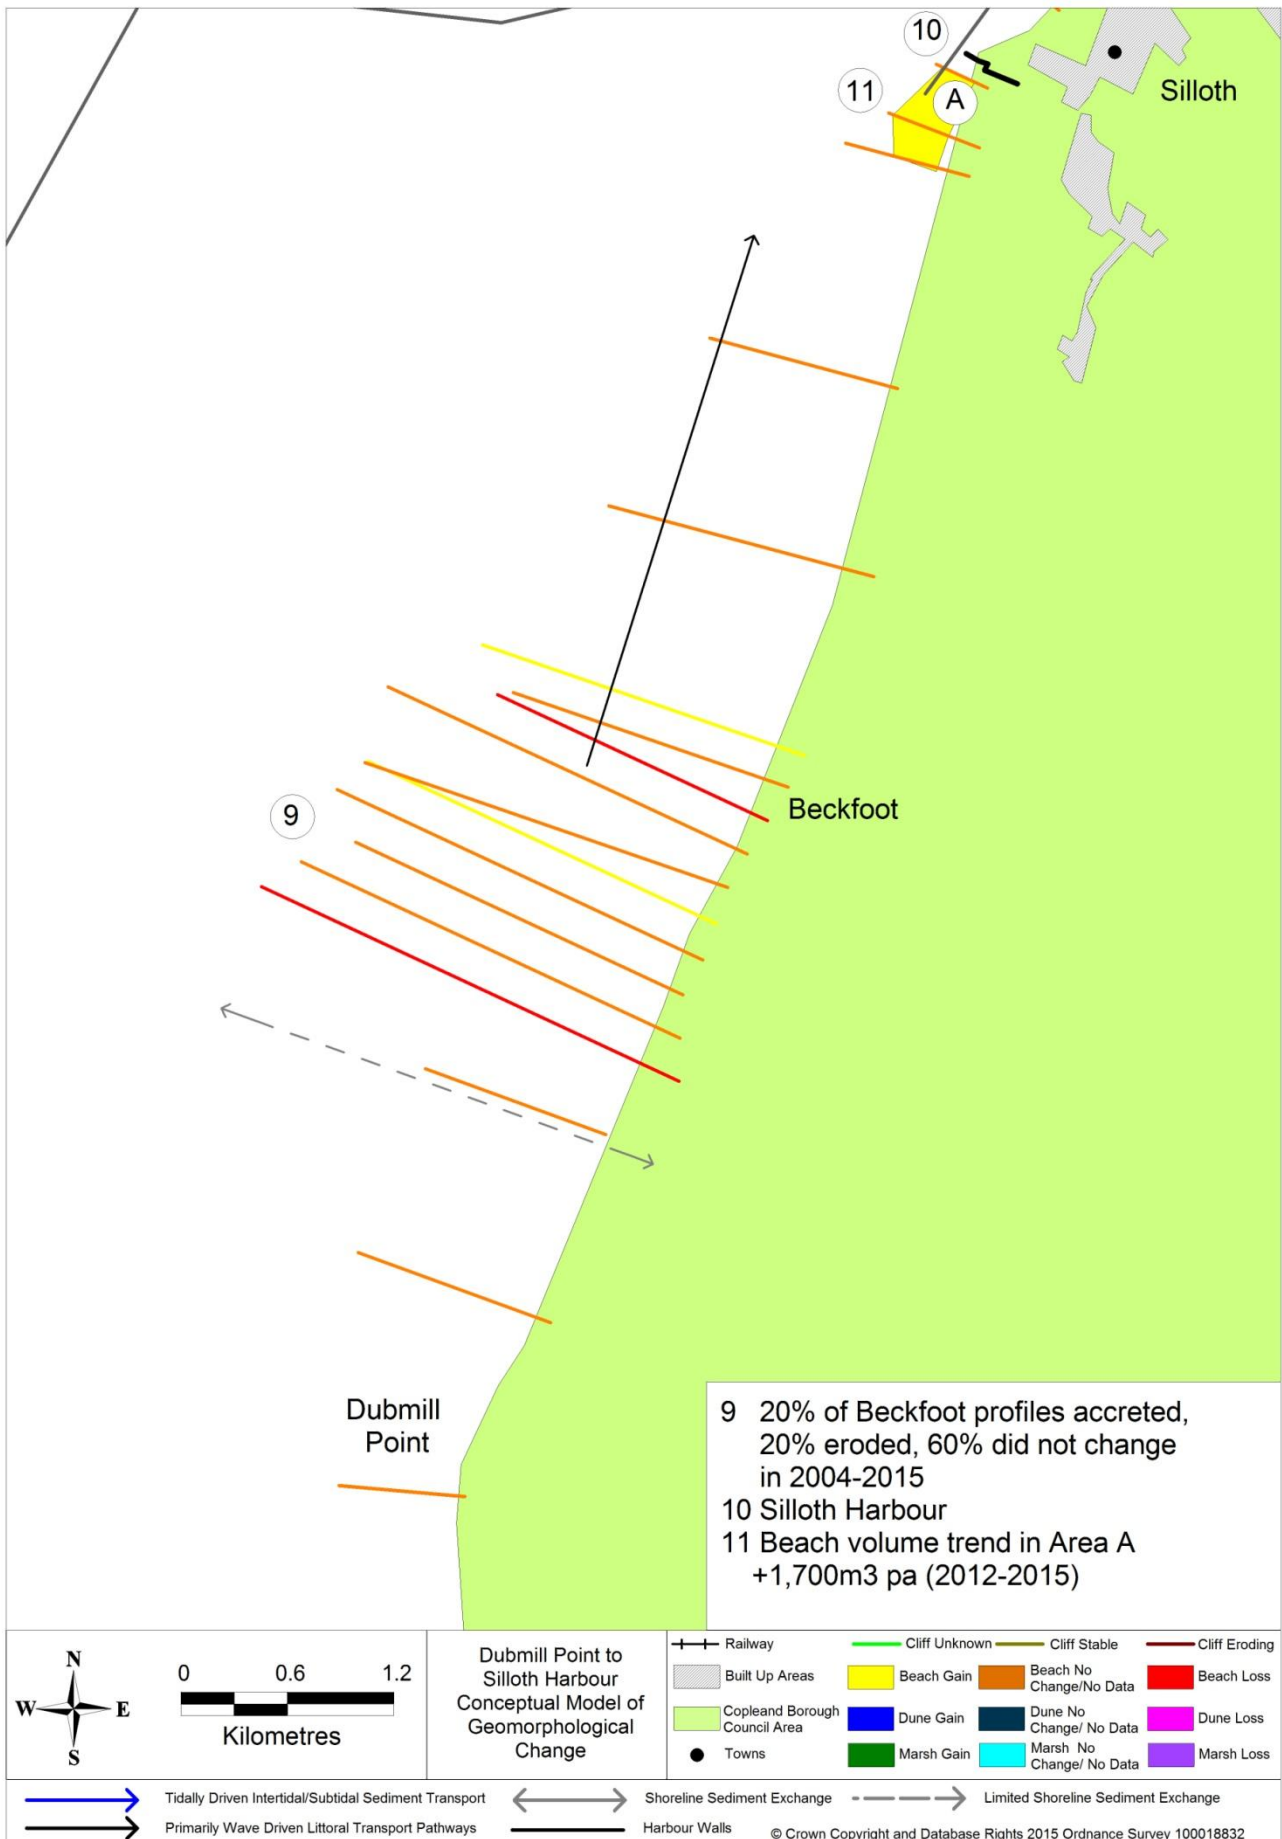 10
11
A
Silloth
Beckfoot
9
Dubmill
Point
9 20% of Beckfoot profiles accreted,
20% eroded, 60% did not change
in 2004-2015
10 Silloth Harbour
11 Beach volume trend in Area A
+1,700m3 pa (2012-2015)
N
W E
S
0 0.6 1.2
Kilometres
Dubmill Point to
Silloth Harbour
Conceptual Model of
Geomorphological
Change
Railway
Cliff Unknown
Cliff Stable
Cliff Eroding
Built Up Areas
Beach Gain
Beach No
Change/No Data
Beach Loss
Copleand Borough
Council Area
Dune Gain
Dune No
Change/ No Data
Dune Loss
Towns
Marsh Gain
Marsh No
Change/ No Data
Marsh Loss
Tidally Driven Intertidal/Subtidal Sediment Transport
Shoreline Sediment Exchange
Limited Shoreline Sediment Exchange
Primarily Wave Driven Littoral Transport Pathways
Harbour Walls
© Crown Copyright and Database Rights 2015 Ordnance Survey 100018832